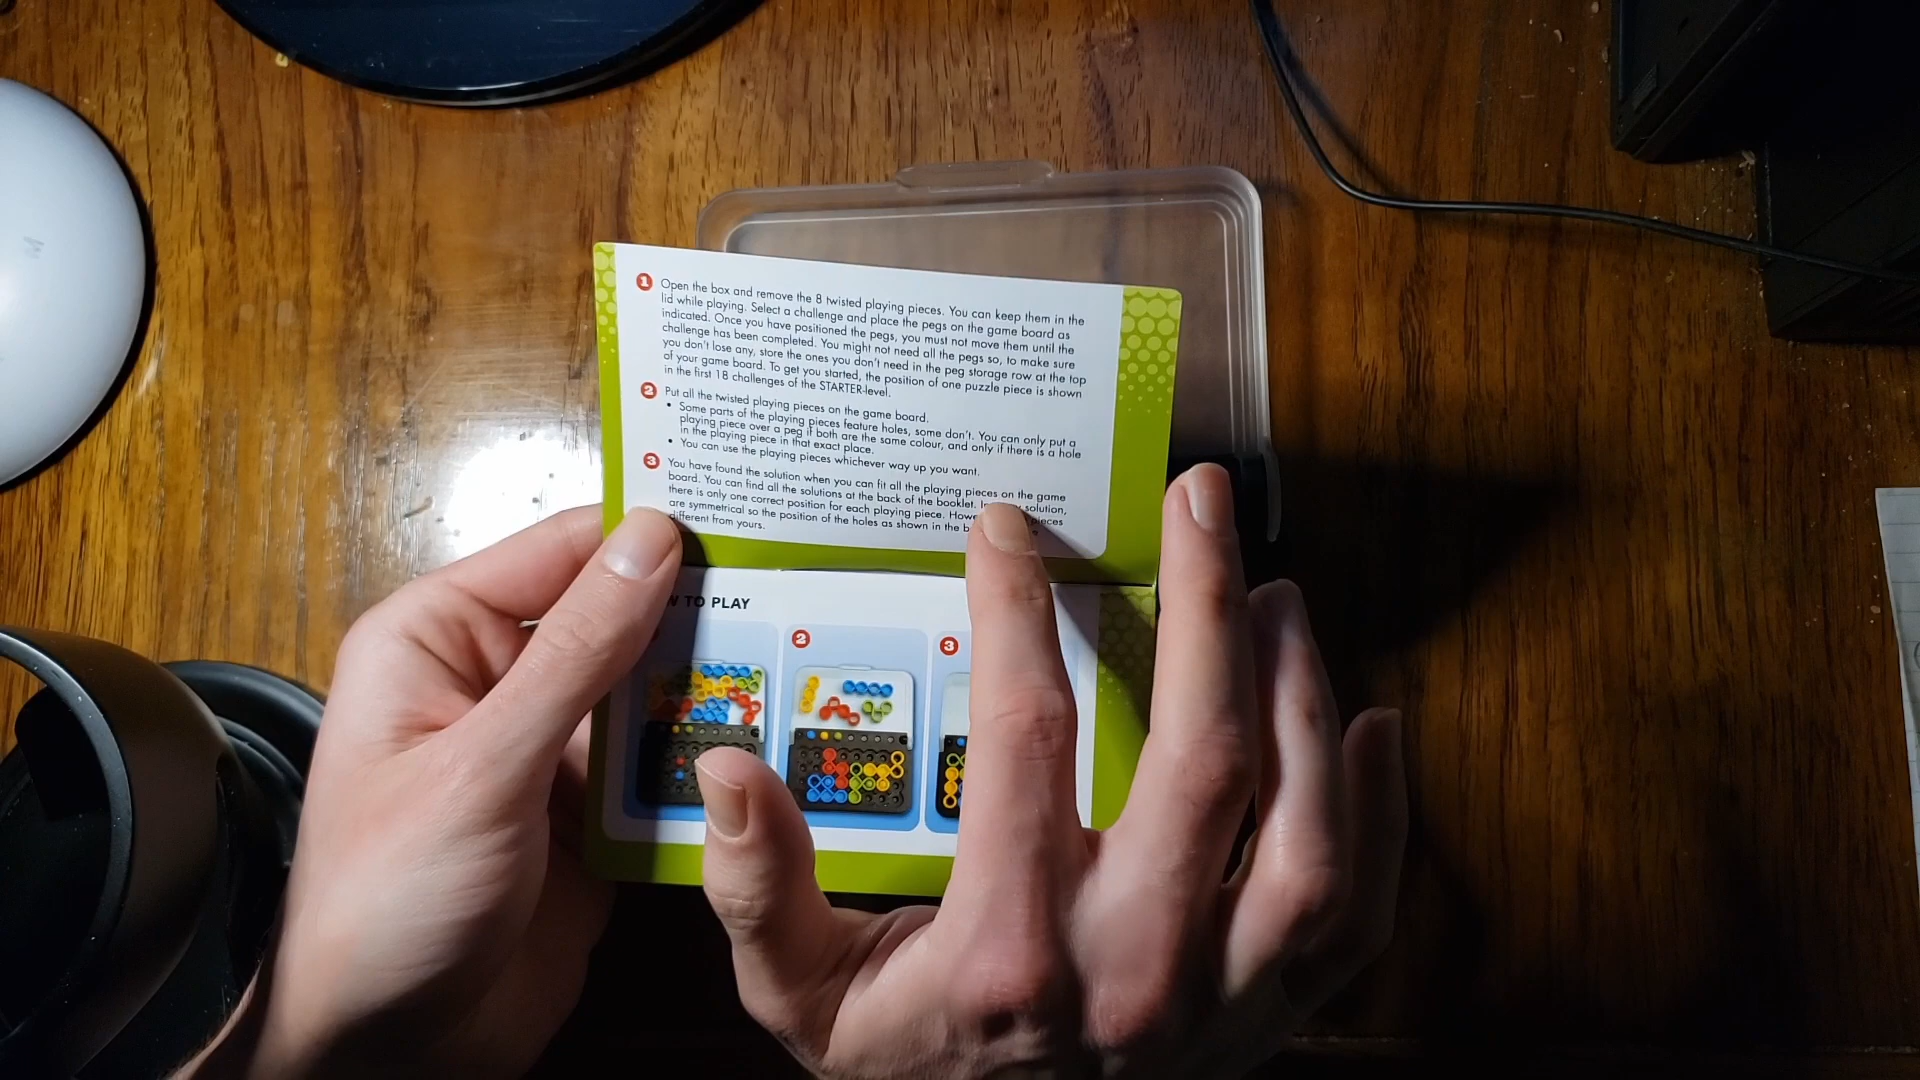 1 Open the box and remove the 8 twisted playing pieces. You can keep them in the
lid while playing. Select a challenge and place the pegs on the game board as
indicated. Once you have positioned the pegs, you must not move them until the
challenge has been completed. You might not need all the pegs so, to make sure
you don't lose any, store the ones you don't need in the peg storage row at the top
of your game board. To get you started, the position of one puzzle piece is shown
in the first 18 challenges of the STARTER-level.
2 Put all the twisted playing pieces on the game board.
• Some parts of the playing pieces feature holes, some don't. You can only put a
playing piece over a peg if both are the same colour, and only if there is a hole
in the playing piece in that exact place.
• You can use the playing pieces whichever way up you want.
3 You have found the solution when you can fit all the playing pieces on the game
board. You can find all the solutions at the back of the booklet. solution,
there is only one correct position for each playing piece. pieces
are symmetrical so the position of the holes as shown in the
different from yours.
TO PLAY
2
3